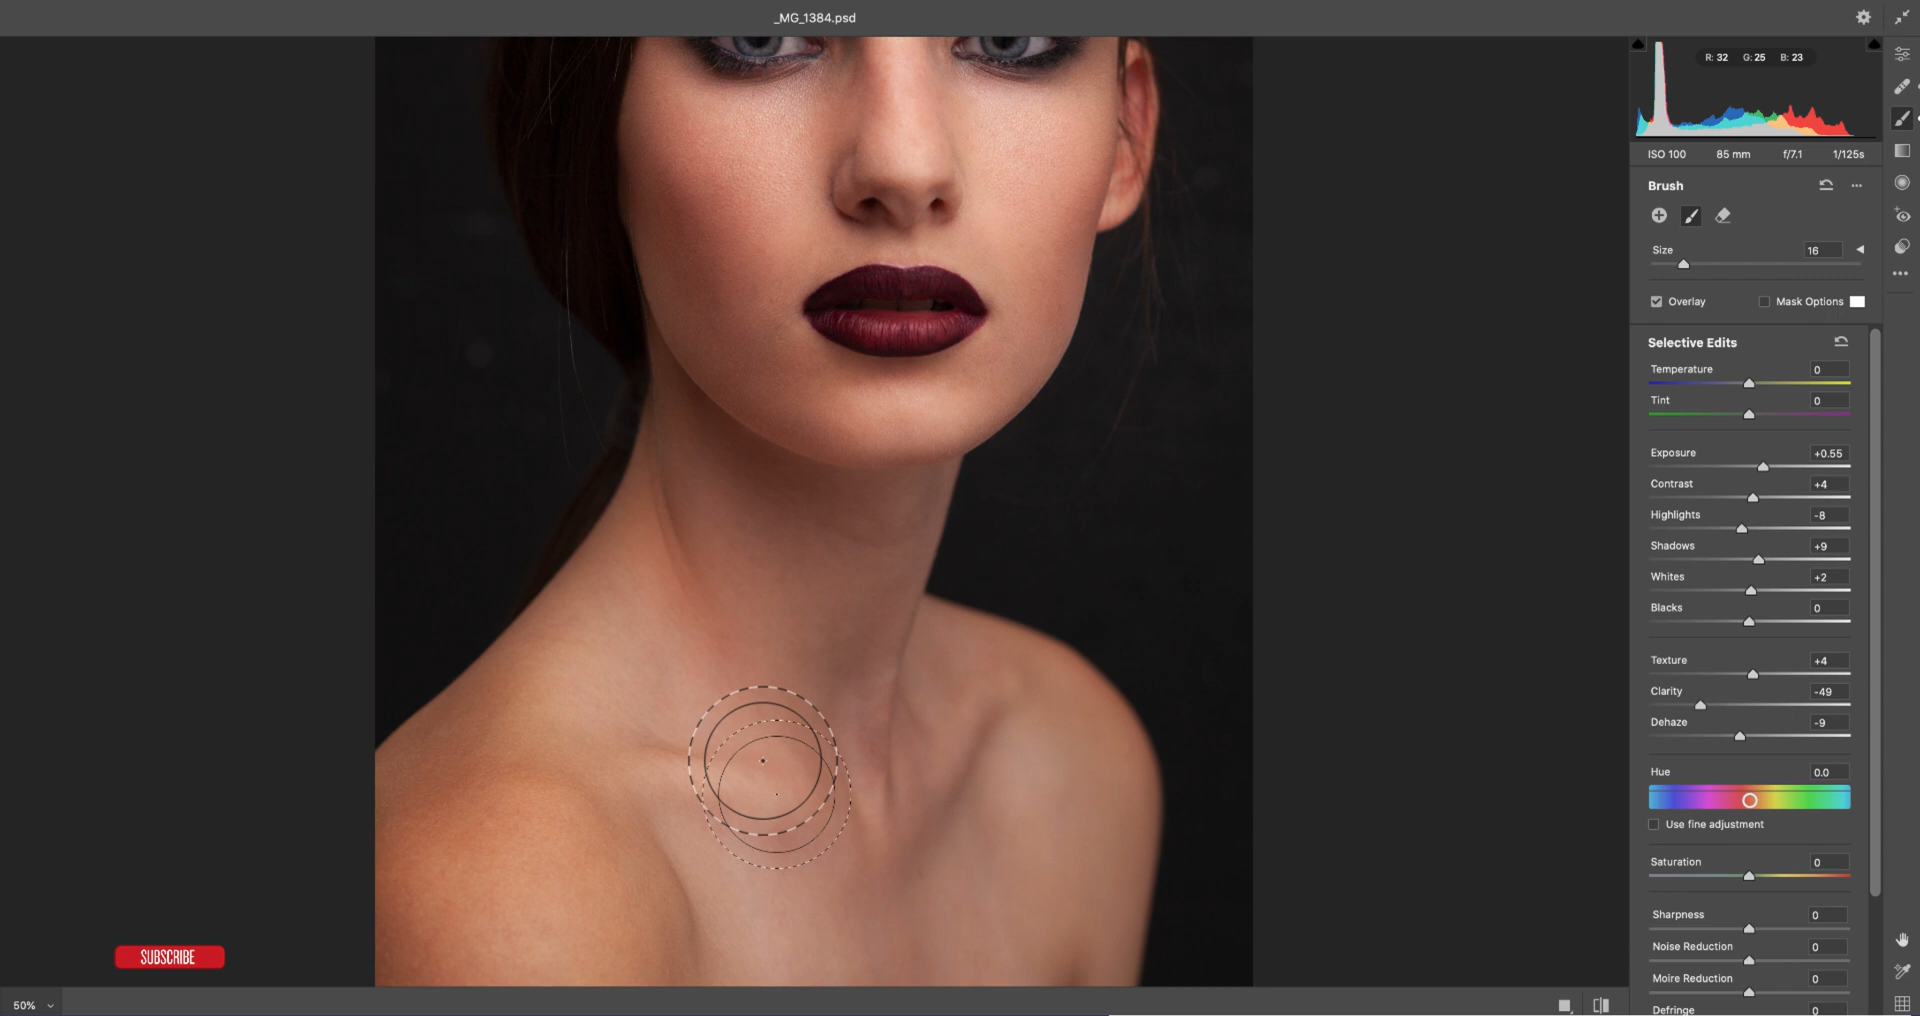 _MG_1384.psd
R: 32 G: 25 B: 23
ISO 100 85 mm f/7.1 1/125s
Brush
Size 16
Overlay Mask Options
Selective Edits
Temperature 0
Tint 0
Exposure +0.55
Contrast +4
Highlights -8
Shadows +9
Whites +2
Blacks 0
Texture +4
Clarity -49
Dehaze -9
Hue 0.0
Use fine adjustment
Saturation 0
Sharpness 0
Noise Reduction 0
Moire Reduction 0
Defringe 0
SUBSCRIBE
50%